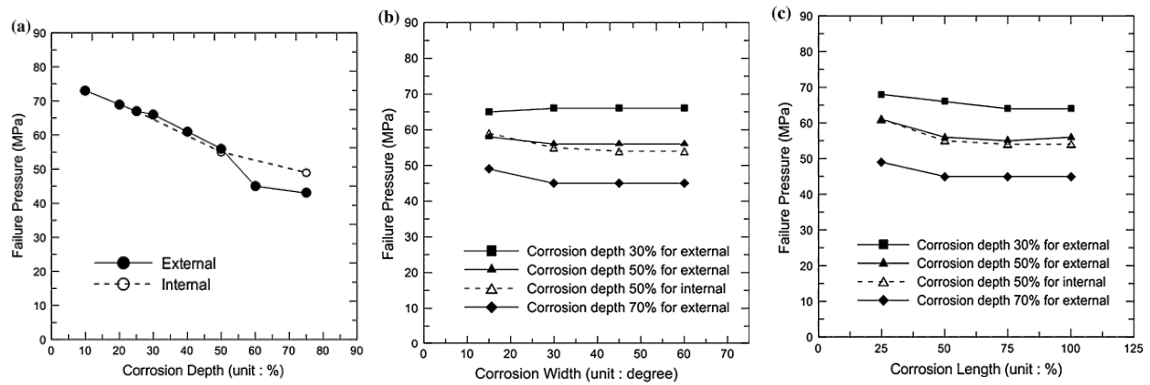 (a)
90
80
70
60
50
40
30
20
10
0
Failure Pressure (MPa)
External
Internal
0 10 20 30 40 50 60 70 80 90
Corrosion Depth (unit : %)
(b)
90
80
70
60
50
40
30
20
10
0
Failure Pressure (MPa)
Corrosion depth 30% for external
Corrosion depth 50% for external
Corrosion depth 50% for internal
Corrosion depth 70% for external
0 15 30 45 60
Corrosion Width (unit : degree)
(c)
90
80
70
60
50
40
30
20
10
0
Failure Pressure (MPa)
Corrosion depth 30% for external
Corrosion depth 50% for external
Corrosion depth 50% for internal
Corrosion depth 70% for external
0 25 50 75 100 125
Corrosion Length (unit : %)